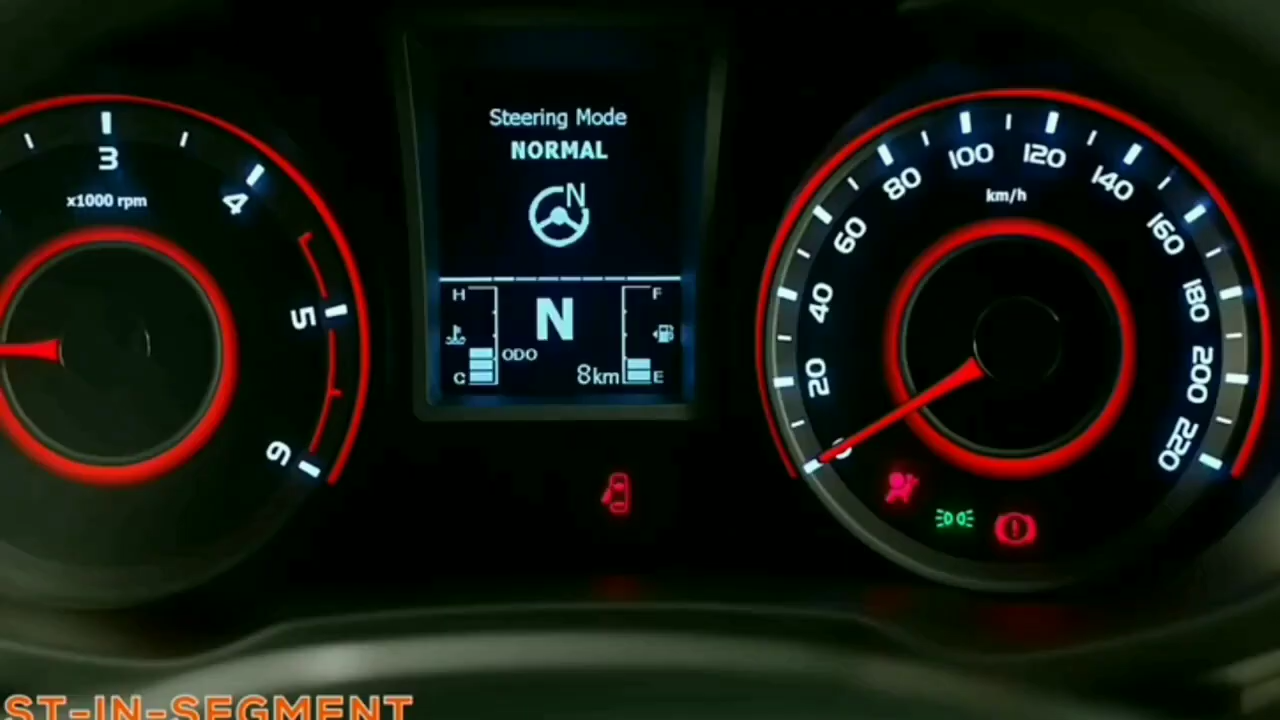 Steering Mode
NORMAL
N
H
F
N
ODO
8km
C
E
3
4
5
6
x1000 rpm
0
20
40
60
80
100
120
140
160
180
200
220
km/h
ST-IN-SEGMENT